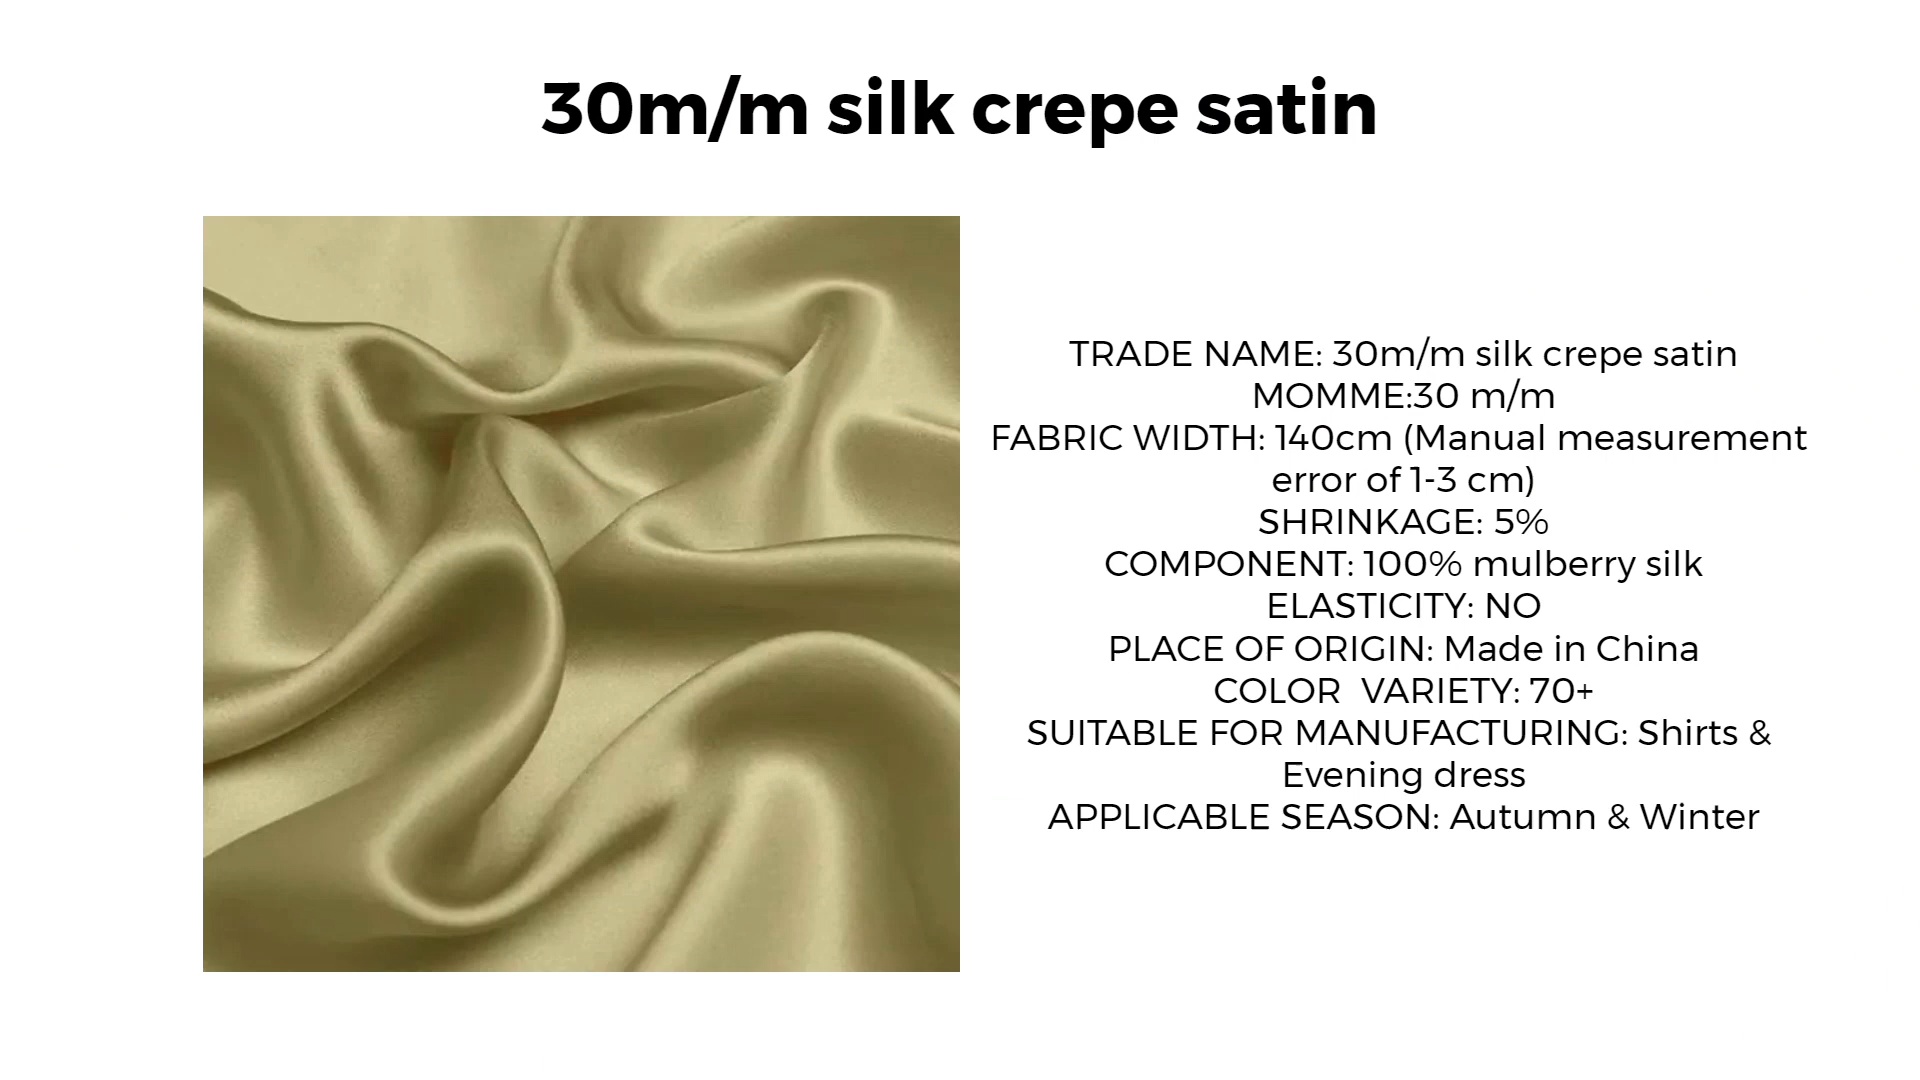 30m/m silk crepe satin
TRADE NAME: 30m/m silk crepe satin
MOMME:30 m/m
FABRIC WIDTH: 140cm (Manual measurement
error of 1-3 cm)
SHRINKAGE: 5%
COMPONENT: 100% mulberry silk
ELASTICITY: NO
PLACE OF ORIGIN: Made in China
COLOR  VARIETY: 70+
SUITABLE FOR MANUFACTURING: Shirts &
Evening dress
APPLICABLE SEASON: Autumn & Winter